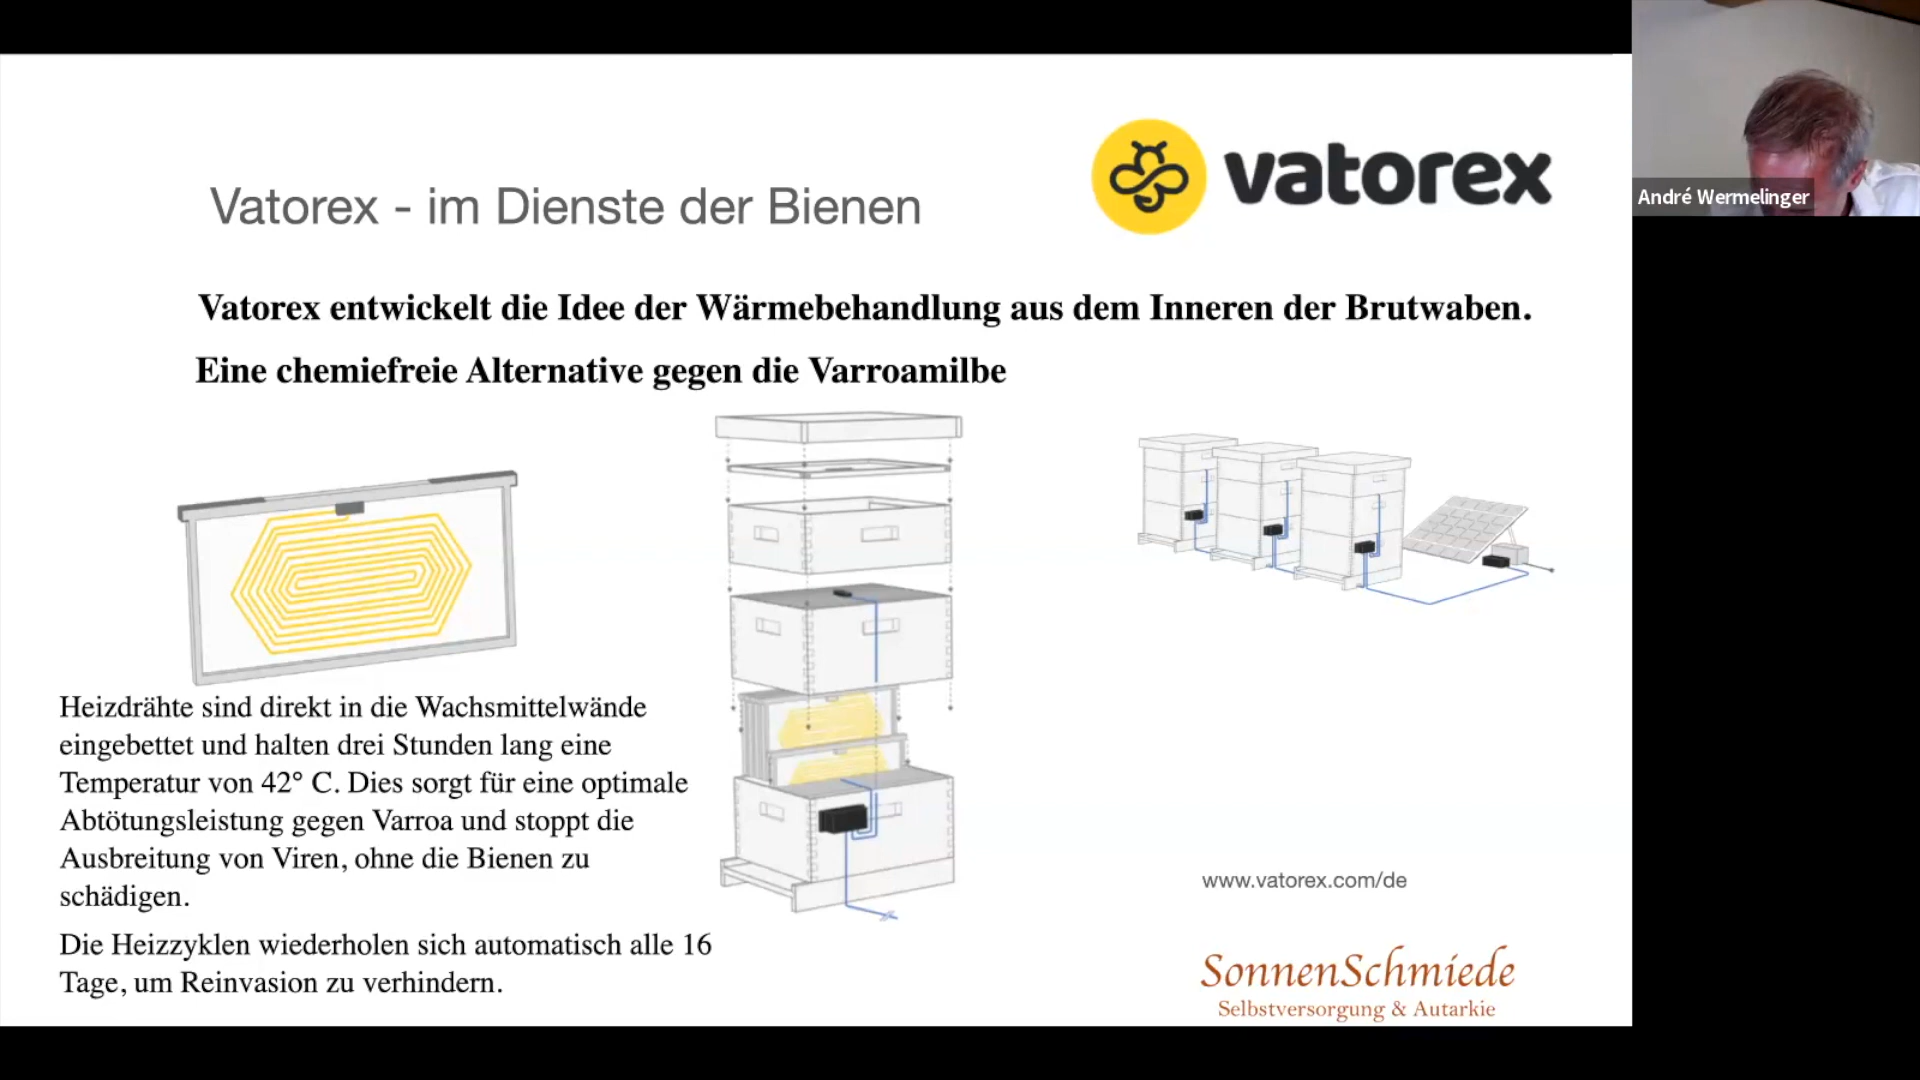 vatorex
Vatorex - im Dienste der Bienen
André Wermelinger
Vatorex entwickelt die Idee der Wärmebehandlung aus dem Inneren der Brutwaben.
Eine chemiefreie Alternative gegen die Varroamilbe
Heizdrähte sind direkt in die Wachsmittelwände
eingebettet und halten drei Stunden lang eine
Temperatur von 42° C. Dies sorgt für eine optimale
Abtötungsleistung gegen Varroa und stoppt die
Ausbreitung von Viren, ohne die Bienen zu
schädigen.
Die Heizzyklen wiederholen sich automatisch alle 16
Tage, um Reinvasion zu verhindern.
www.vatorex.com/de
SonnenSchmiede
Selbstversorgung & Autarkie